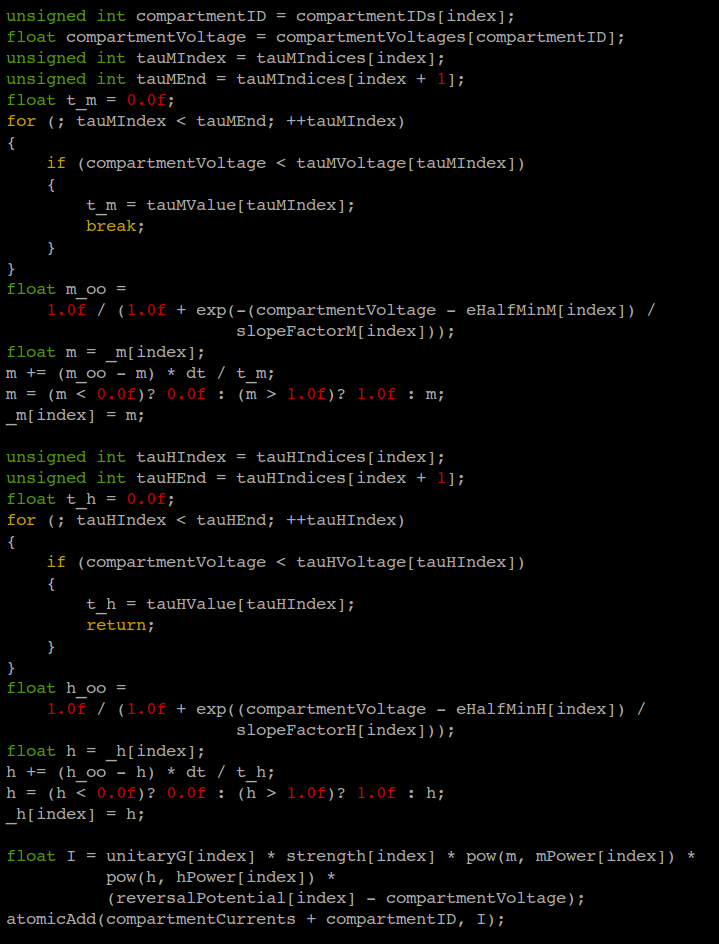 unsigned int compartmentID = compartmentIDs[index];
float compartmentVoltage = compartmentVoltages[compartmentID];
unsigned int tauMIndex = tauMIndices[index];
unsigned int tauMEnd = tauMIndices[index + 1];
float t_m = 0.0f;
for (; tauMIndex < tauMEnd; ++tauMIndex)
{
    if (compartmentVoltage < tauMVoltage[tauMIndex])
    {
        t_m = tauMValue[tauMIndex];
        break;
    }
}
float m_oo =
    1.0f / (1.0f + exp(-(compartmentVoltage - eHalfMinM[index]) /
                       slopeFactorM[index]));
float m = _m[index];
m += (m_oo - m) * dt / t_m;
m = (m < 0.0f)? 0.0f : (m > 1.0f)? 1.0f : m;
_m[index] = m;

unsigned int tauHIndex = tauHIndices[index];
unsigned int tauHEnd = tauHIndices[index + 1];
float t_h = 0.0f;
for (; tauHIndex < tauHEnd; ++tauHIndex)
{
    if (compartmentVoltage < tauHVoltage[tauHIndex])
    {
        t_h = tauHValue[tauHIndex];
        return;
    }
}
float h_oo =
    1.0f / (1.0f + exp((compartmentVoltage - eHalfMinH[index]) /
                       slopeFactorH[index]));
float h = _h[index];
h += (h_oo - h) * dt / t_h;
h = (h < 0.0f)? 0.0f : (h > 1.0f)? 1.0f : h;
_h[index] = h;

float I = unitaryG[index] * strength[index] * pow(m, mPower[index]) *
          pow(h, hPower[index]) *
          (reversalPotential[index] - compartmentVoltage);
atomicAdd(compartmentCurrents + compartmentID, I);